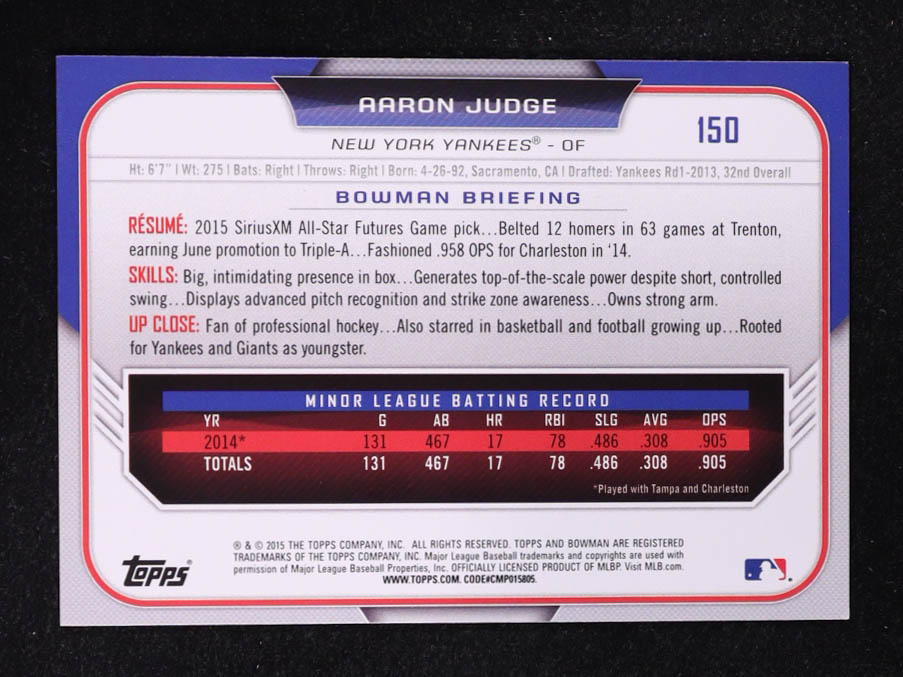 AARON JUDGE
150
NEW YORK YANKEES® - OF
Ht: 6'7" | Wt: 275 | Bats: Right | Throws: Right | Born: 4-26-92, Sacramento, CA | Drafted: Yankees Rd1-2013, 32nd Overall
BOWMAN BRIEFING
RÉSUMÉ: 2015 SiriusXM All-Star Futures Game pick...Belted 12 homers in 63 games at Trenton,
earning June promotion to Triple-A...Fashioned .958 OPS for Charleston in '14.
SKILLS: Big, intimidating presence in box...Generates top-of-the-scale power despite short, controlled
swing...Displays advanced pitch recognition and strike zone awareness...Owns strong arm.
UP CLOSE: Fan of professional hockey...Also starred in basketball and football growing up...Rooted
for Yankees and Giants as youngster.
MINOR LEAGUE BATTING RECORD
YR G AB HR RBI SLG AVG OPS
2014* 131 467 17 78 .486 .308 .905
TOTALS 131 467 17 78 .486 .308 .905
*Played with Tampa and Charleston
® & © 2015 THE TOPPS COMPANY, INC. ALL RIGHTS RESERVED. TOPPS AND BOWMAN ARE REGISTERED
TRADEMARKS OF THE TOPPS COMPANY, INC. Major League Baseball trademarks and copyrights are used with
permission of Major League Baseball Properties, Inc. OFFICIALLY LICENSED PRODUCT OF MLBP. Visit MLB.com.
WWW.TOPPS.COM. CODE#CMP015805.
Topps®